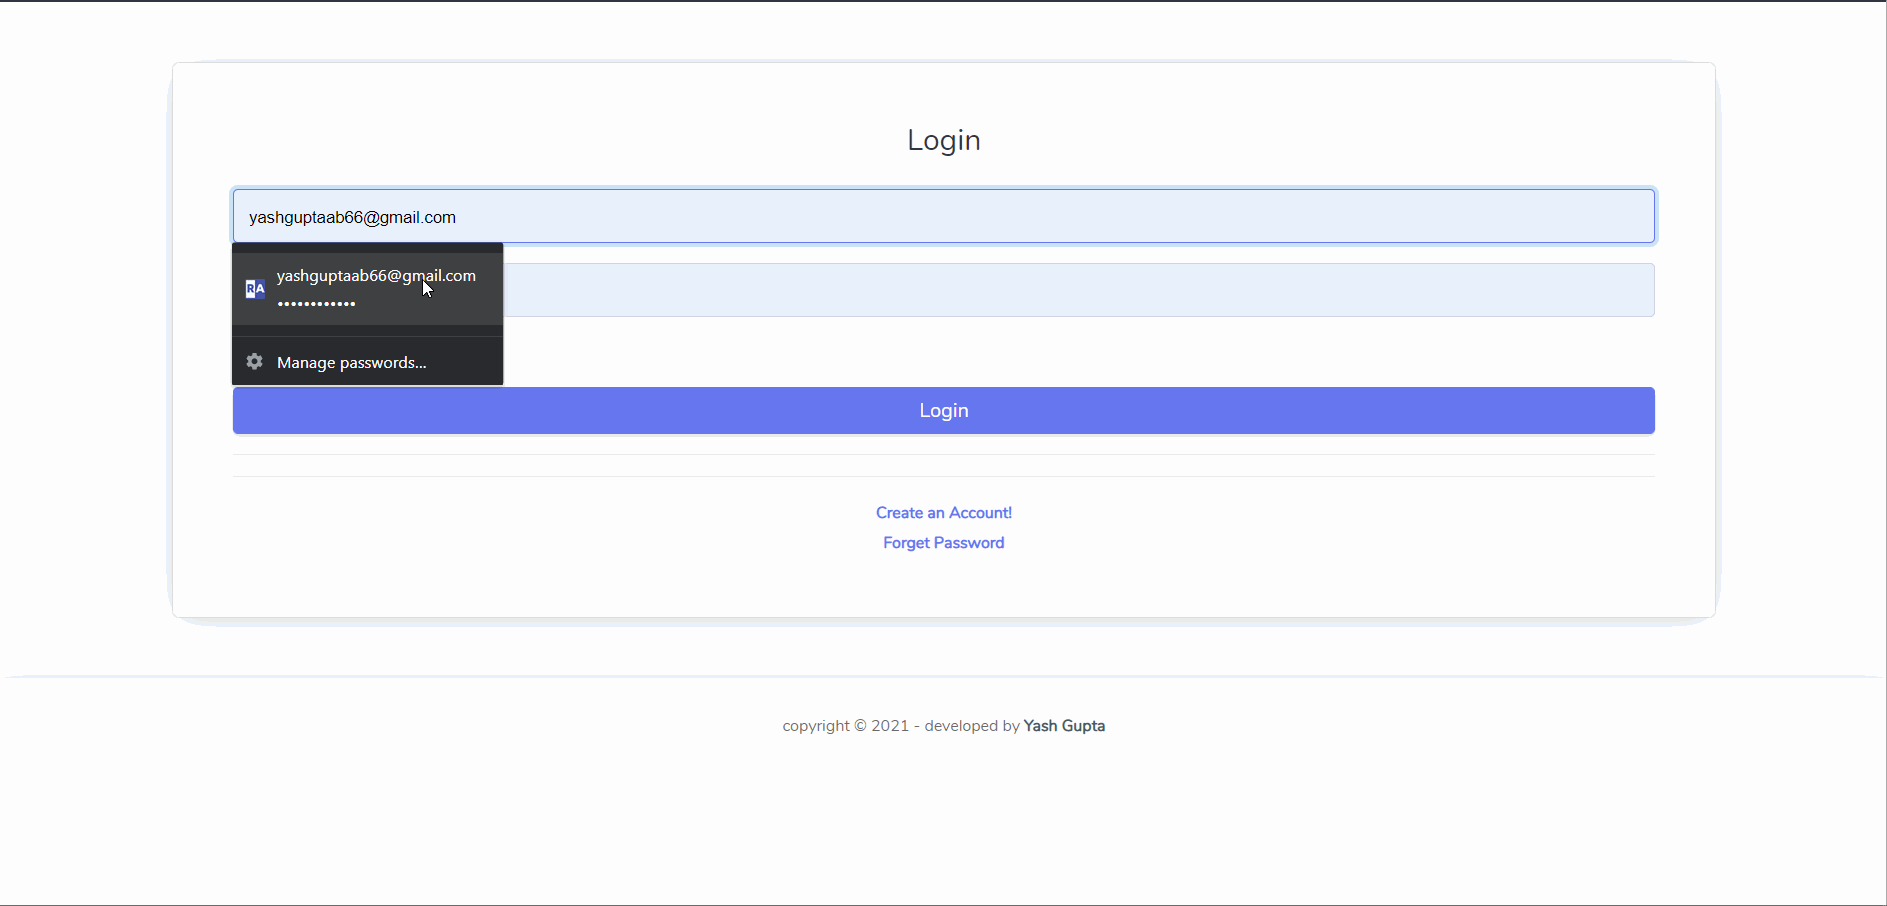 Login
yashguptaab66@gmail.com
RA
yashguptaab66@gmail.com
••••••••••••
Manage passwords...
Login
Create an Account!
Forget Password
copyright © 2021 - developed by Yash Gupta